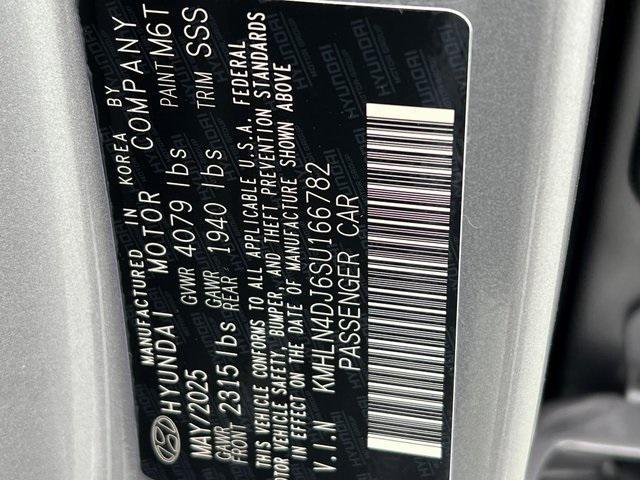 MANUFACTURED IN KOREA BY
HYUNDAI MOTOR COMPANY
MAY/2025 GVWR 4079 lbs PAINT M6T
GAWR FRONT 2315 lbs GAWR REAR 1940 lbs TRIM SSS
THIS VEHICLE CONFORMS TO ALL APPLICABLE U.S.A. FEDERAL
MOTOR VEHICLE SAFETY, BUMPER, AND THEFT PREVENTION STANDARDS
IN EFFECT ON THE DATE OF MANUFACTURE SHOWN ABOVE
V.I.N KMHLN4DJ6SU166782
PASSENGER CAR